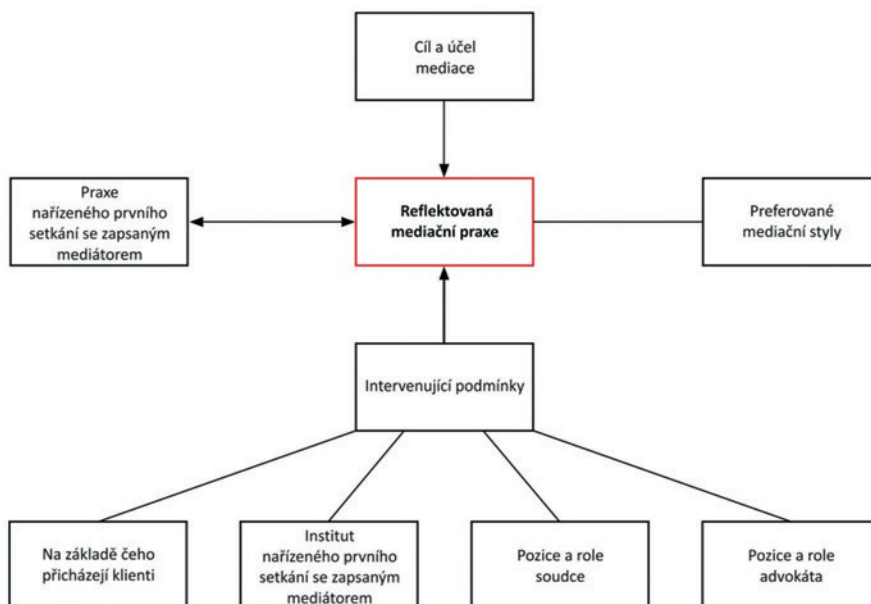 Cíl a účel
mediace
Praxe
nařízeného prvního
setkání se zapsaným
mediátorem
Reflektovaná
mediační praxe
Preferované
mediační styly
Intervenující podmínky
Na základě čeho
přicházejí klienti
Institut
nařízeného prvního
setkání se zapsaným
mediátorem
Pozice a role
soudce
Pozice a role
advokáta